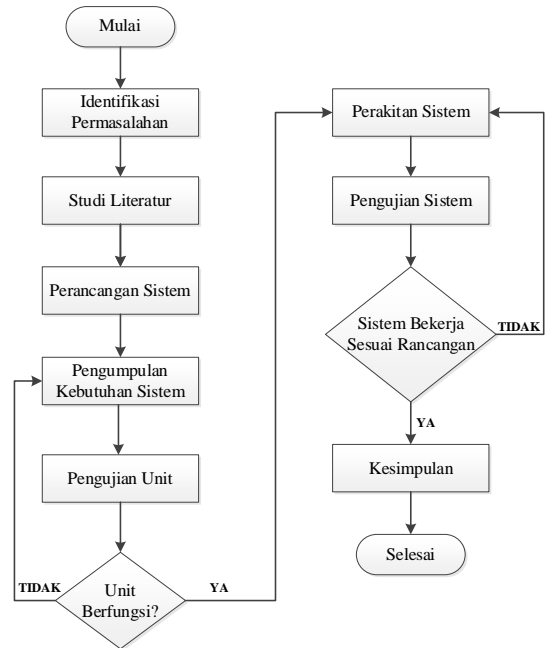 Mulai
Identifikasi
Permasalahan
Studi Literatur
Perancangan Sistem
Pengumpulan
Kebutuhan Sistem
Pengujian Unit
Unit
Berfungsi?
TIDAK
YA
Perakitan Sistem
Pengujian Sistem
Sistem Bekerja
Sesuai Rancangan
TIDAK
YA
Kesimpulan
Selesai